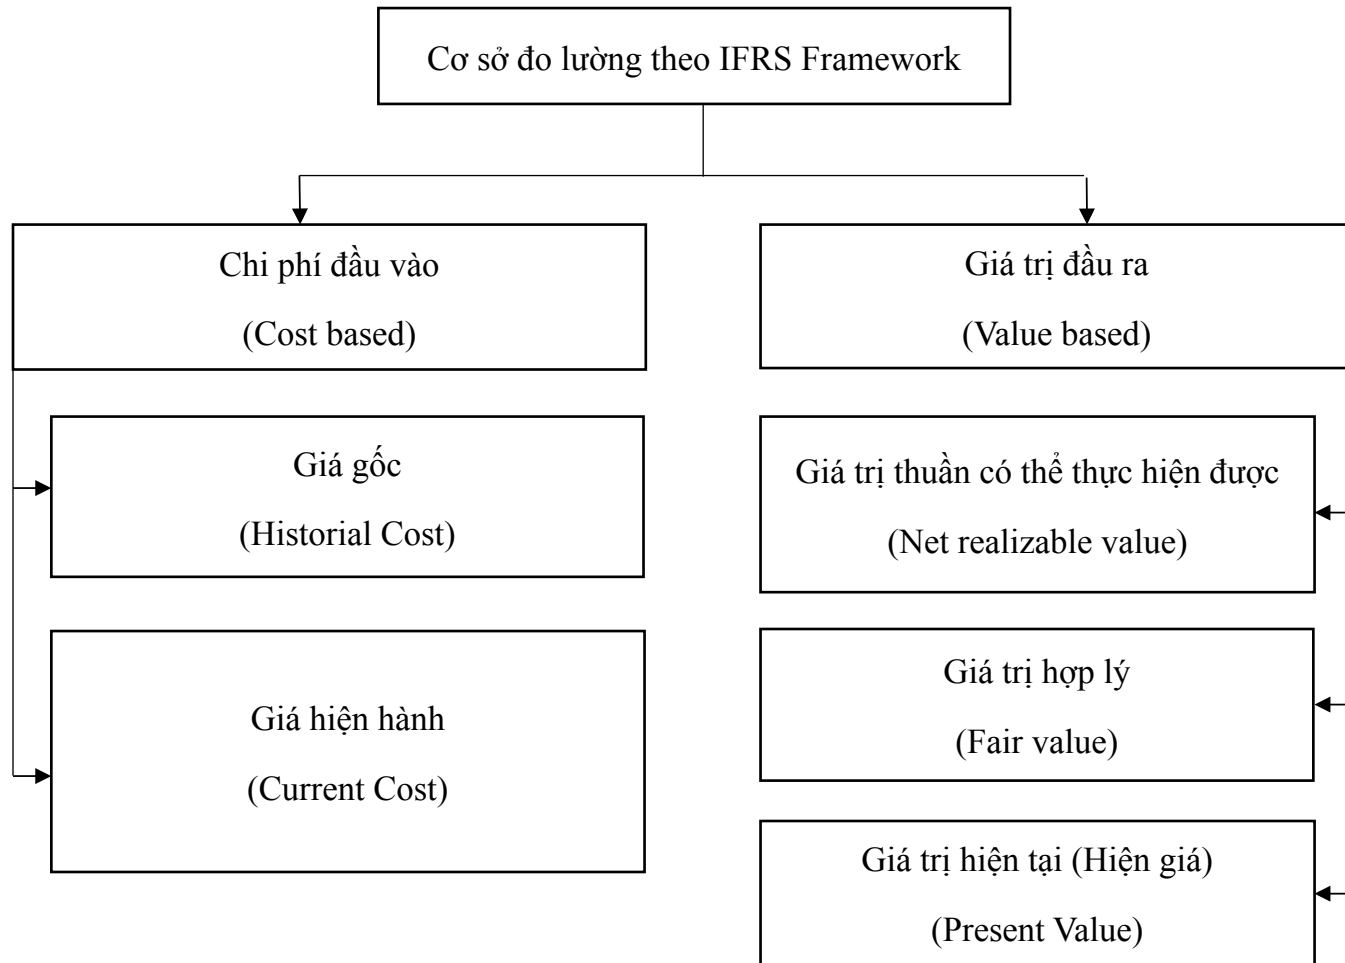 Cơ sở đo lường theo IFRS Framework
Chi phí đầu vào
(Cost based)
Giá gốc
(Historial Cost)
Giá hiện hành
(Current Cost)
Giá trị đầu ra
(Value based)
Giá trị thuần có thể thực hiện được
(Net realizable value)
Giá trị hợp lý
(Fair value)
Giá trị hiện tại (Hiện giá)
(Present Value)